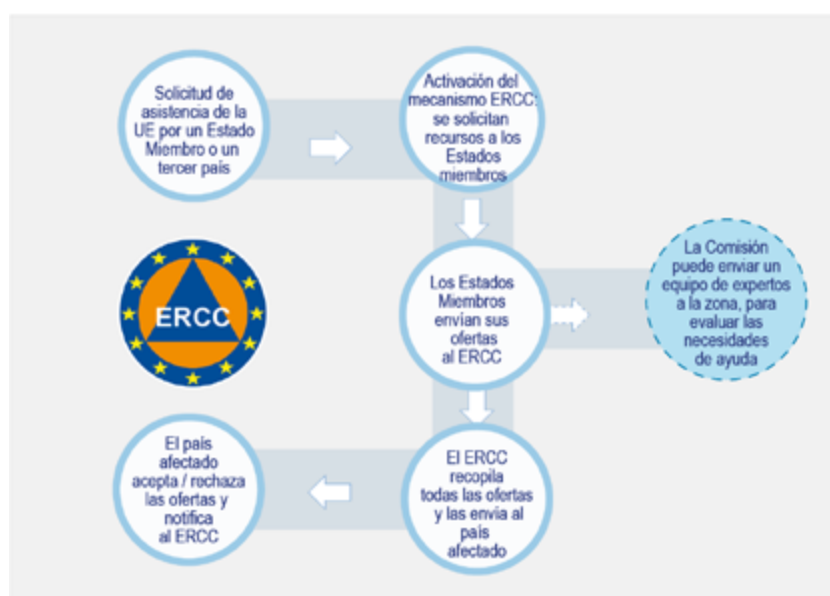 Solicitud de
asistencia de la
UE por un Estado
Miembro o un
tercer país
Activación del
mecanismo ERCC:
se solicitan
recursos a los
Estados
miembros
Los Estados
Miembros
envían sus
ofertas
al ERCC
La Comisión
puede enviar un
equipo de expertos
a la zona, para
evaluar las
necesidades
de ayuda
ERCC
El ERCC
recopila
todas las ofertas
y las envia al
país
afectado
El país
afectado
acepta / rechaza
las ofertas y
notifica
al ERCC